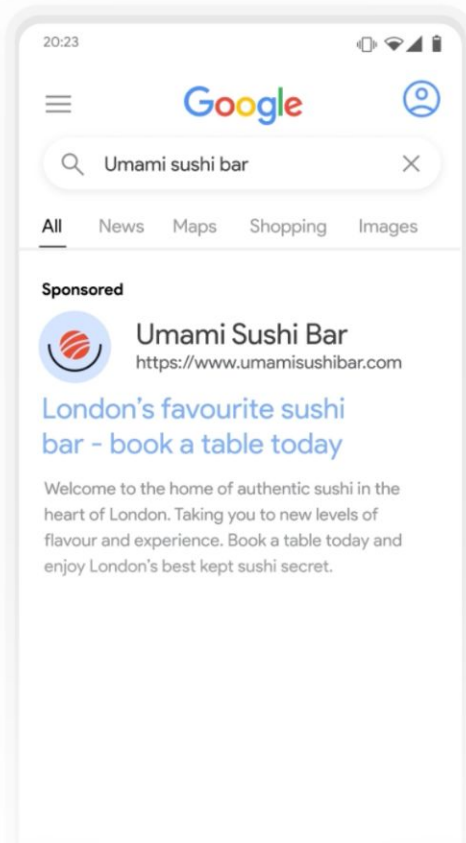 20:23
Google
Umami sushi bar
All News Maps Shopping Images
Sponsored
Umami Sushi Bar
https://www.umamisushibar.com
London's favourite sushi
bar - book a table today
Welcome to the home of authentic sushi in the
heart of London. Taking you to new levels of
flavour and experience. Book a table today and
enjoy London's best kept sushi secret.